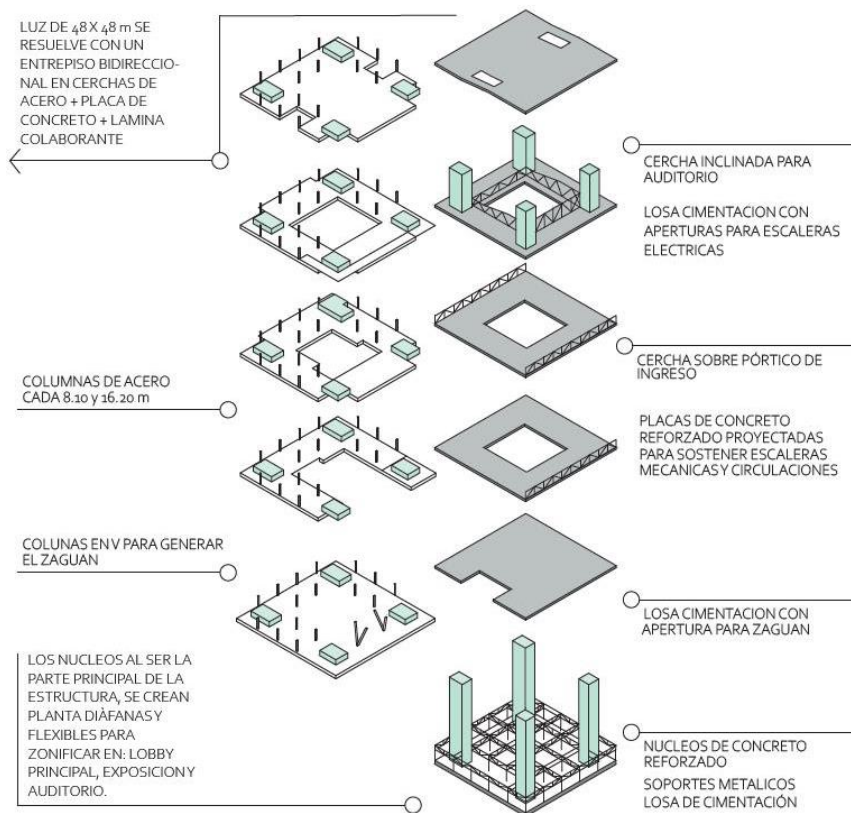 LUZ DE 48 X 48 m SE
RESUELVE CON UN
ENTREPISO BIDIRECCIO-
NAL EN CERCHAS DE
ACERO + PLACA DE
CONCRETO + LAMINA
COLABORANTE
CERCHA INCLINADA PARA
AUDITORIO
LOSA CIMENTACION CON
APERTURAS PARA ESCALERAS
ELECTRICAS
CERCHA SOBRE PÓRTICO DE
INGRESO
COLUMNAS DE ACERO
CADA 8.10 y 16.20 m
PLACAS DE CONCRETO
REFORZADO PROYECTADAS
PARA SOSTENER ESCALERAS
MECANICAS Y CIRCULACIONES
COLUNAS EN V PARA GENERAR
EL ZAGUAN
LOSA CIMENTACION CON
APERTURA PARA ZAGUAN
LOS NUCLEOS AL SER LA
PARTE PRINCIPAL DE LA
ESTRUCTURA, SE CREAN
PLANTA DIÀFANAS Y
FLEXIBLES PARA
ZONIFICAR EN: LOBBY
PRINCIPAL, EXPOSICION Y
AUDITORIO.
NUCLEOS DE CONCRETO
REFORZADO
SOPORTES METALICOS
LOSA DE CIMENTACIÓN